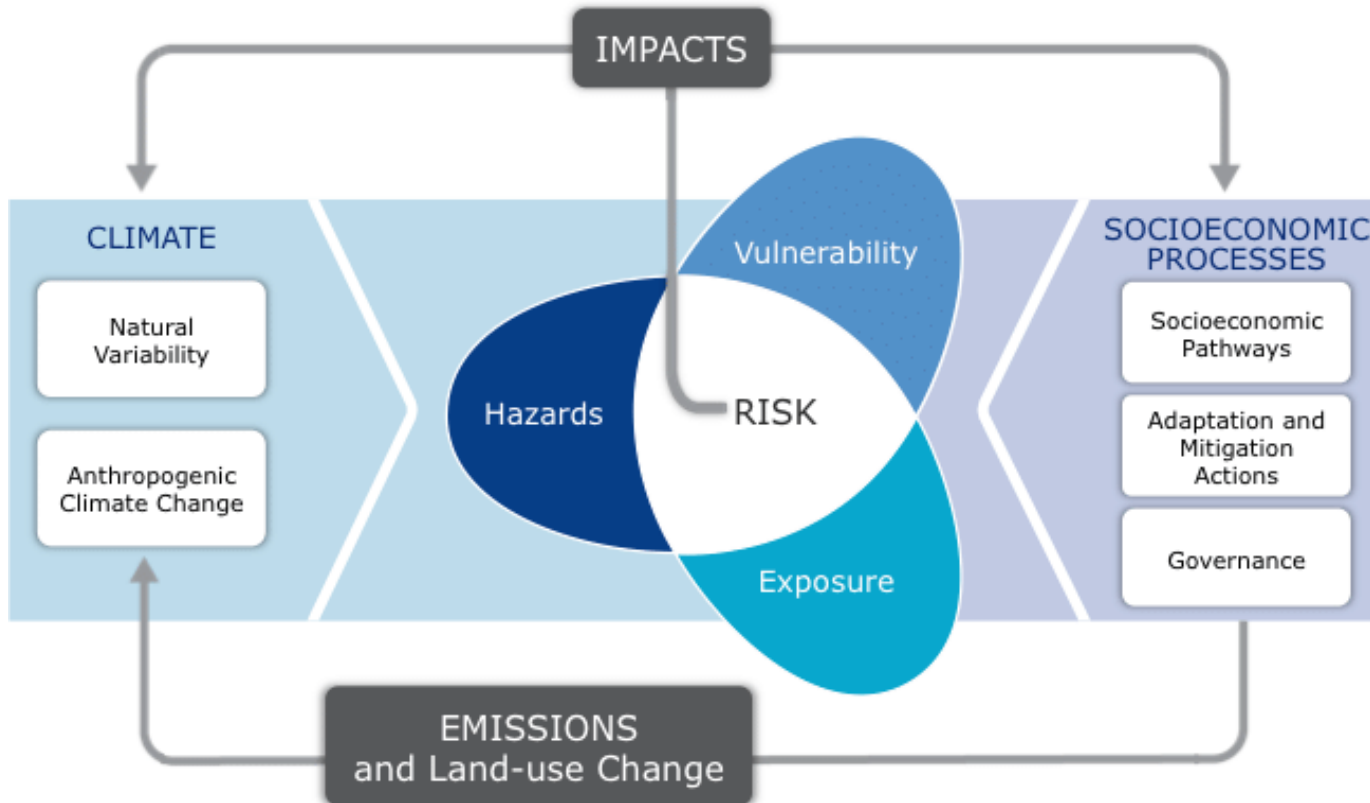 IMPACTS
CLIMATE
Natural
Variability
Anthropogenic
Climate Change
Vulnerability
Hazards
RISK
Exposure
SOCIOECONOMIC
PROCESSES
Socioeconomic
Pathways
Adaptation and
Mitigation
Actions
Governance
EMISSIONS
and Land-use Change